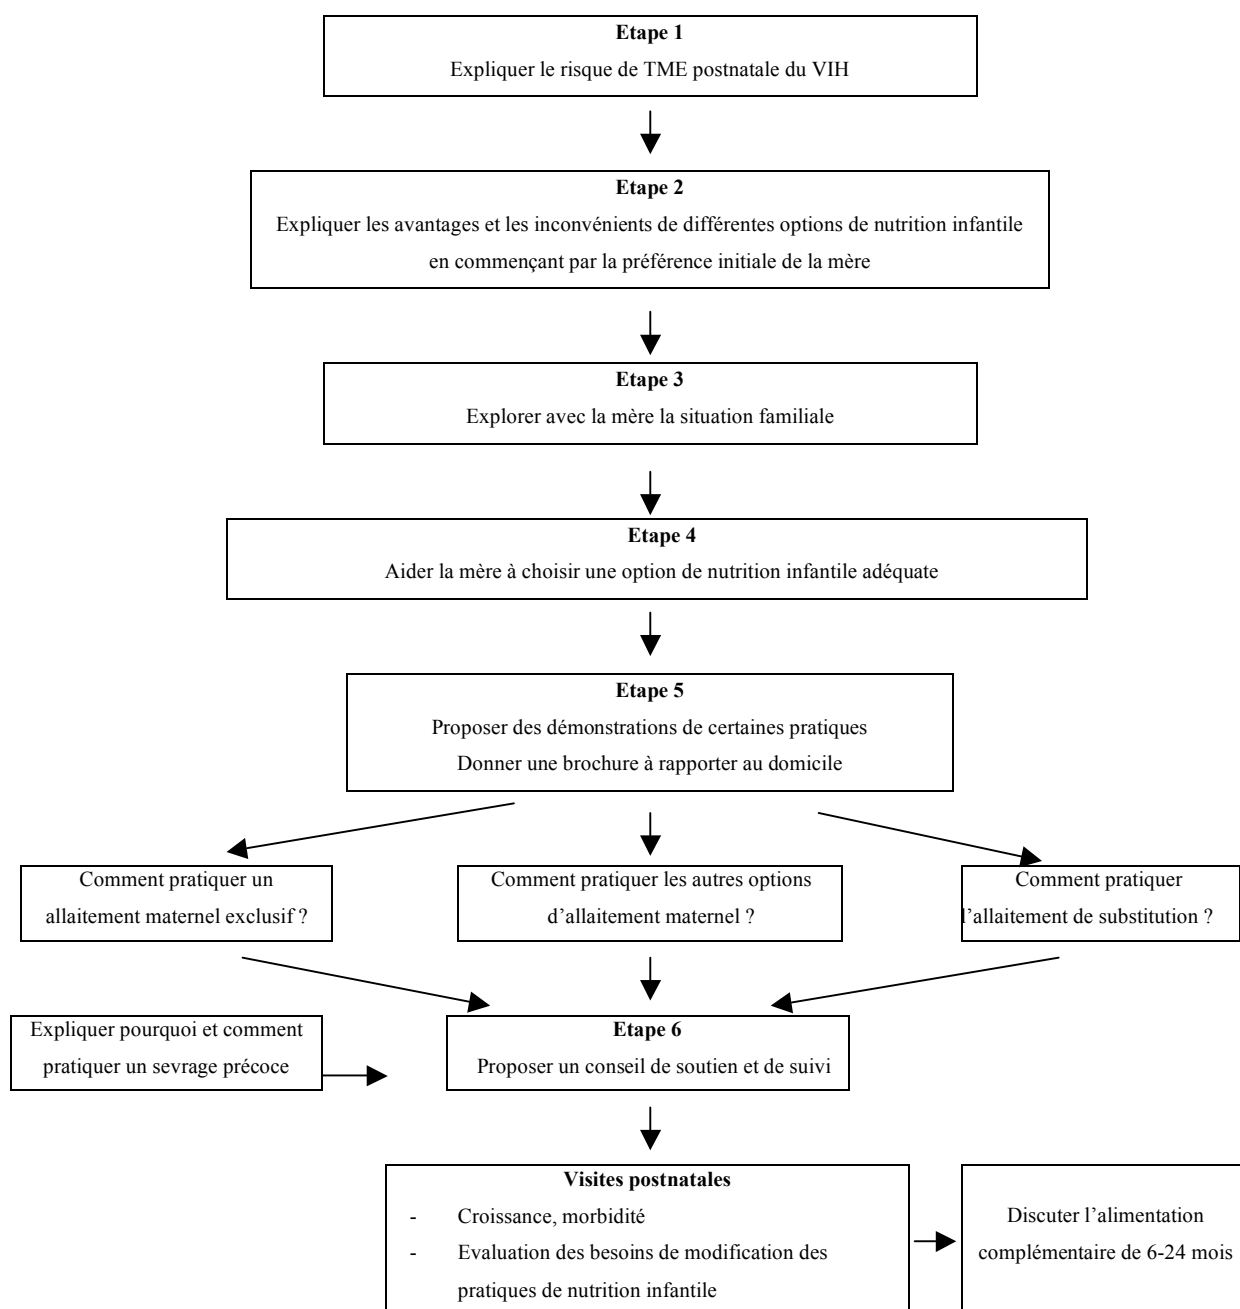 Etape 1
Expliquer le risque de TME postnatale du VIH
Etape 2
Expliquer les avantages et les inconvénients de différentes options de nutrition infantile
en commençant par la préférence initiale de la mère
Etape 3
Explorer avec la mère la situation familiale
Etape 4
Aider la mère à choisir une option de nutrition infantile adéquate
Etape 5
Proposer des démonstrations de certaines pratiques
Donner une brochure à rapporter au domicile
Comment pratiquer un
allaitement maternel exclusif ?
Comment pratiquer les autres options
d’allaitement maternel ?
Comment pratiquer
l’allaitement de substitution ?
Expliquer pourquoi et comment
pratiquer un sevrage précoce
Etape 6
Proposer un conseil de soutien et de suivi
Visites postnatales
- Croissance, morbidité
- Evaluation des besoins de modification des
pratiques de nutrition infantile
Discuter l’alimentation
complémentaire de 6-24 mois